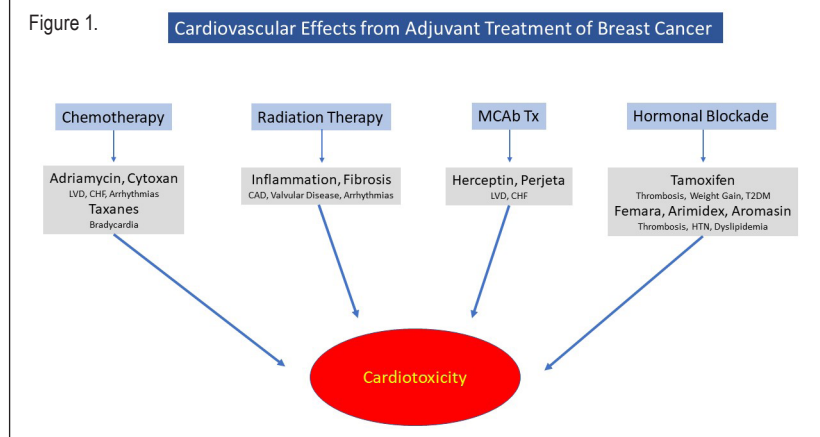 Figure 1.
Cardiovascular Effects from Adjuvant Treatment of Breast Cancer
Chemotherapy
Radiation Therapy
MCAb Tx
Hormonal Blockade
Adriamycin, Cytoxan
LVD, CHF, Arrhythmias
Taxanes
Bradycardia
Inflammation, Fibrosis
CAD, Valvular Disease, Arrhythmias
Herceptin, Perjeta
LVD, CHF
Tamoxifen
Thrombosis, Weight Gain, T2DM
Femara, Arimidex, Aromasin
Thrombosis, HTN, Dyslipidemia
Cardiotoxicity